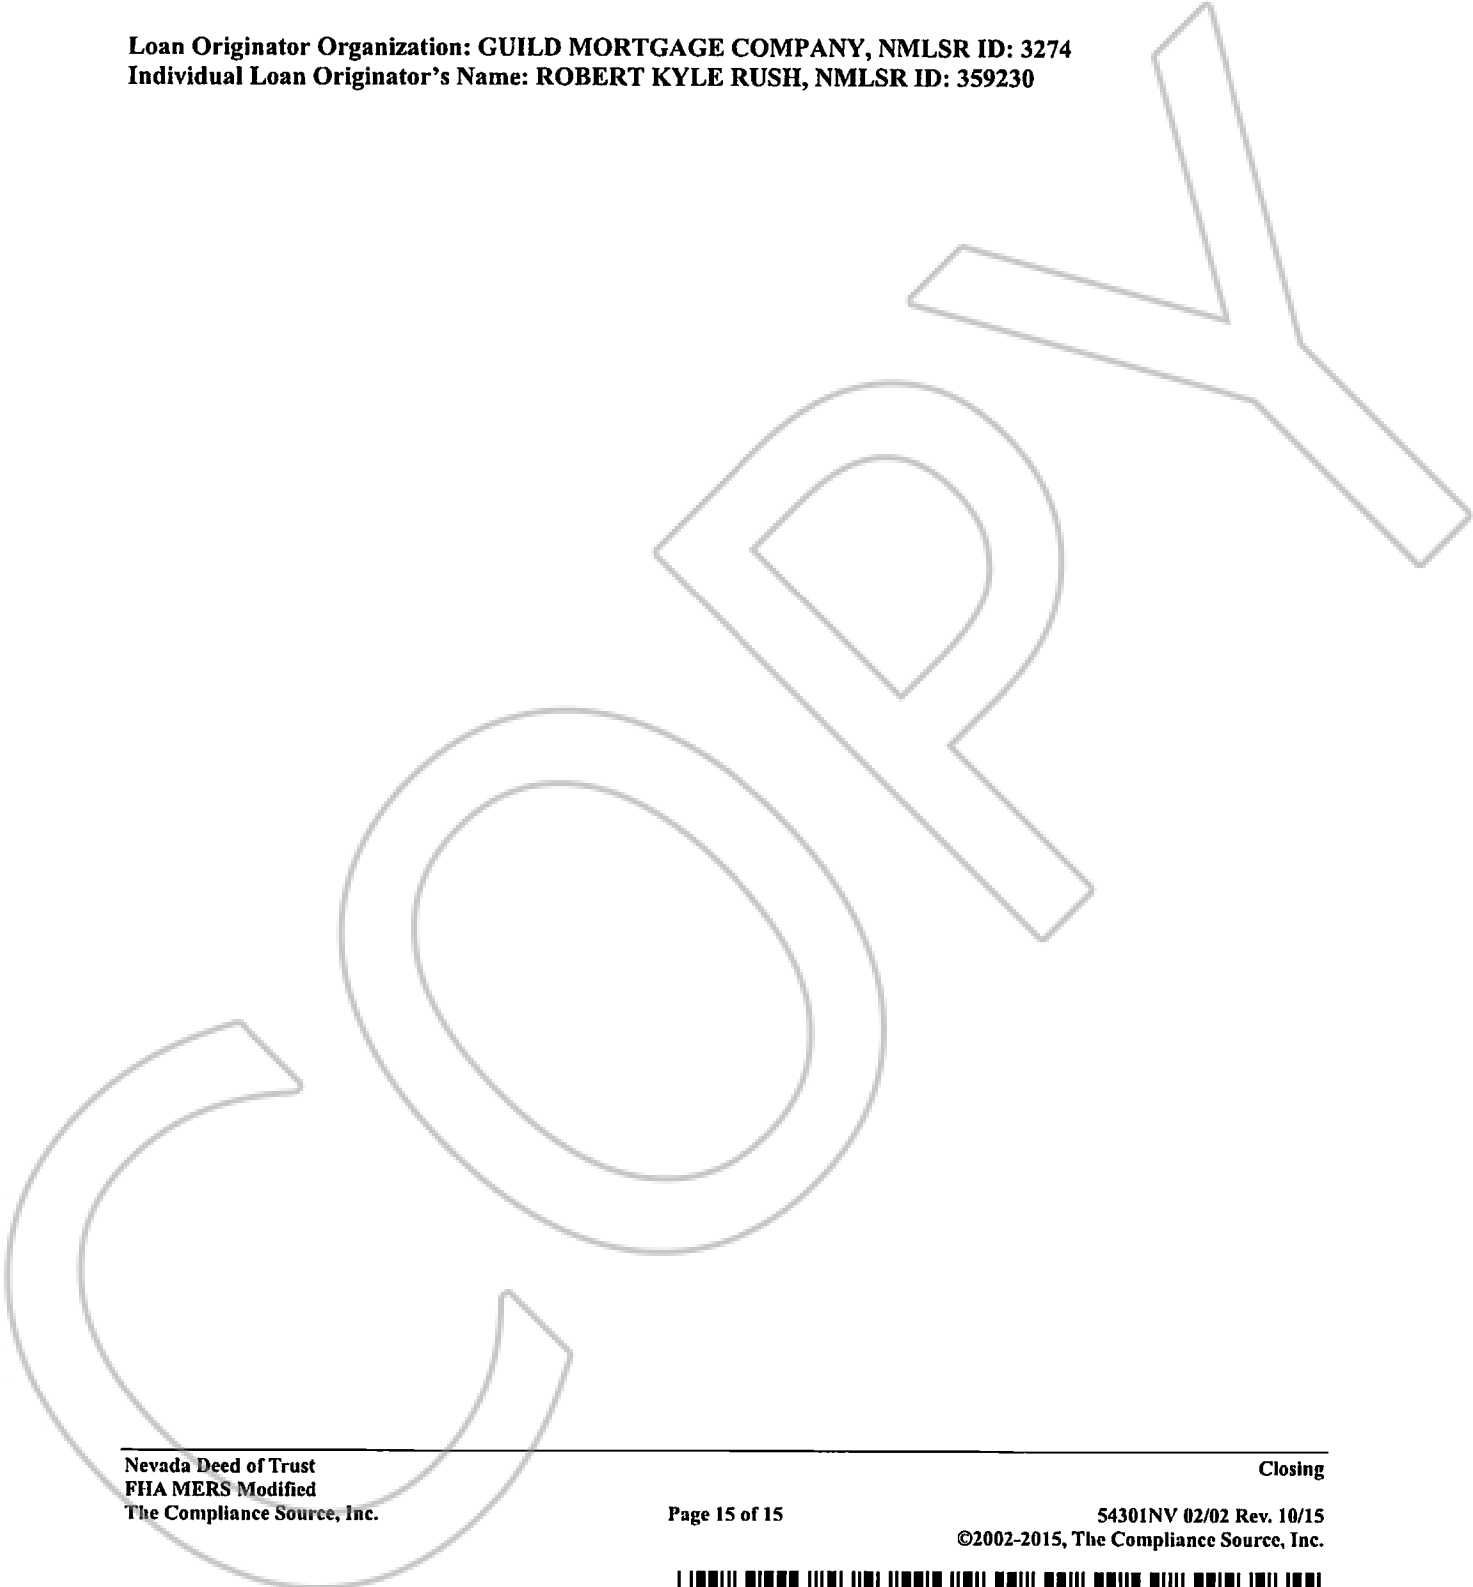 Loan Originator Organization: GUILD MORTGAGE COMPANY, NMLSR ID: 3274
Individual Loan Originator's Name: ROBERT KYLE RUSH, NMLSR ID: 359230
COPY
Nevada Deed of Trust
FHA MERS Modified
The Compliance Source, Inc.
Page 15 of 15
Closing
54301NV 02/02 Rev. 10/15
©2002-2015, The Compliance Source, Inc.